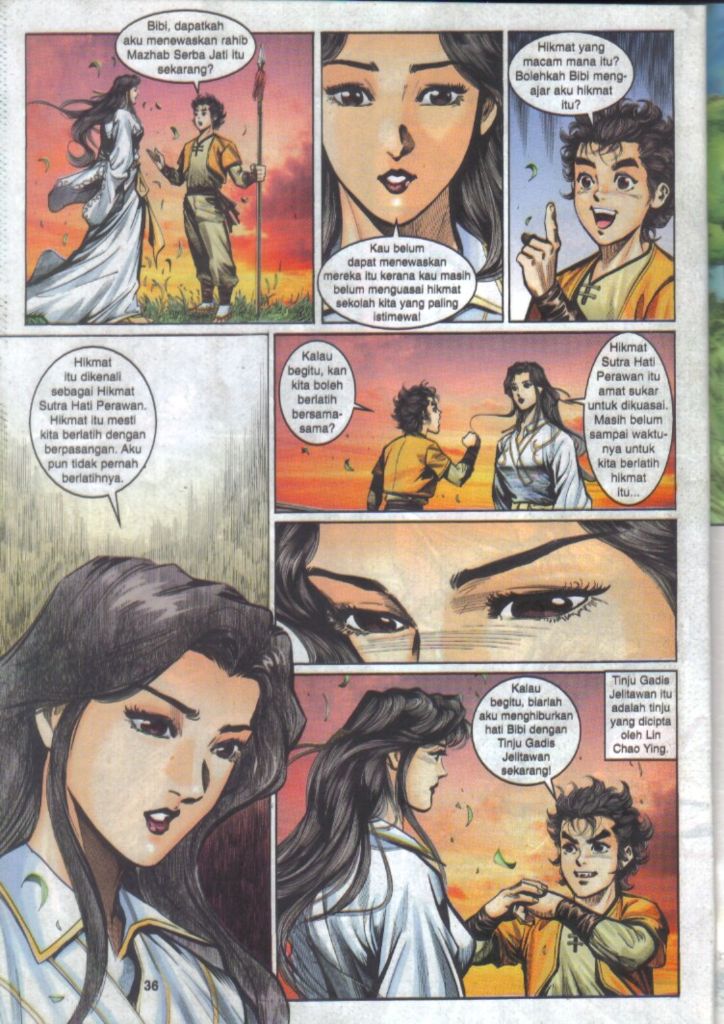 Bibi, dapatkah
aku menewaskan rahib
Mazhab Serba Jati itu
sekarang?
Kau belum
dapat menewaskan
mereka itu kerana kau masih
belum menguasai hikmat
sekolah kita yang paling
istimewa!
Hikmat yang
macam mana itu?
Bolehkah Bibi meng-
ajar aku hikmat
itu?
Hikmat
itu dikenali
sebagai Hikmat
Sutra Hati Perawan.
Hikmat itu mesti
kita berlatih dengan
berpasangan. Aku
pun tidak pernah
berlatihnya.
Kalau
begitu, kan
kita boleh
berlatih
bersama-
sama?
Hikmat
Sutra Hati
Perawan itu
amat sukar
untuk dikuasai.
Masih belum
sampai waktu-
nya untuk
kita berlatih
hikmat
itu...
Kalau
begitu, biarlah
aku menghiburkan
hati Bibi dengan
Tinju Gadis
Jelitawan
sekarang!
Tinju Gadis
Jelitawan itu
adalah tinju
yang dicipta
oleh Lin
Chao Ying.
36